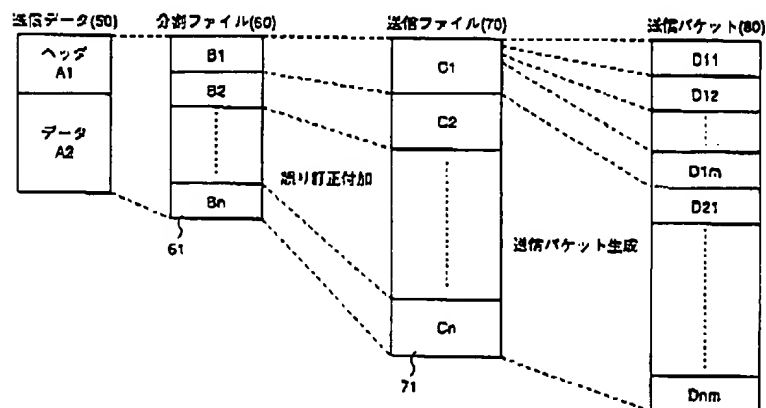 送信データ(50)
ヘッダ
A1
データ
A2
分割ファイル(60)
B1
B2
Bn
61
誤り訂正付加
送信ファイル(70)
C1
C2
Cn
71
送信パケット生成
送信パケット(80)
D11
D12
D1m
D21
Dnm